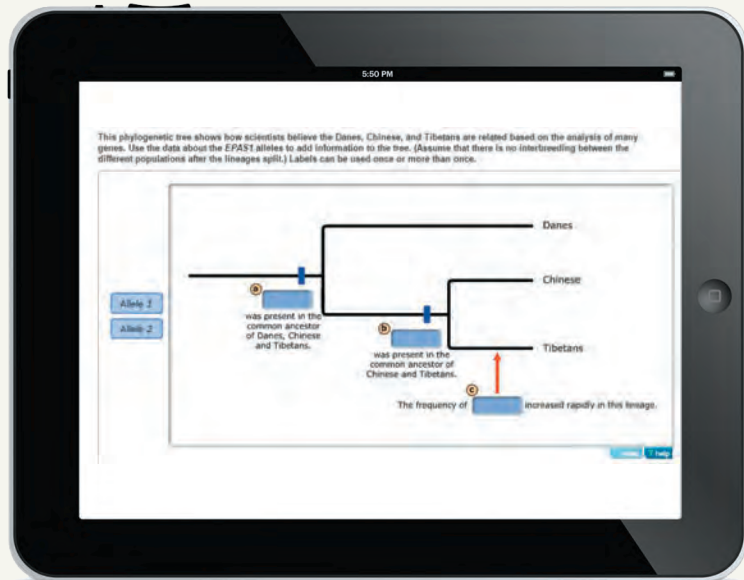 5:50 PM
This phylogenetic tree shows how scientists believe the Danes, Chinese, and Tibetans are related based on the analysis of many
genes. Use the data about the EPAS1 alleles to add information to the tree. (Assume that there is no interbreeding between the
different populations after the lineages split.) Labels can be used once or more than once.
Danes
Chinese
a
Allele 1
Allele 2
was present in the
common ancestor
of Danes, Chinese
and Tibetans.
b
Tibetans
was present in the
common ancestor of
Chinese and Tibetans.
c
The frequency of increased rapidly in this lineage.
? help